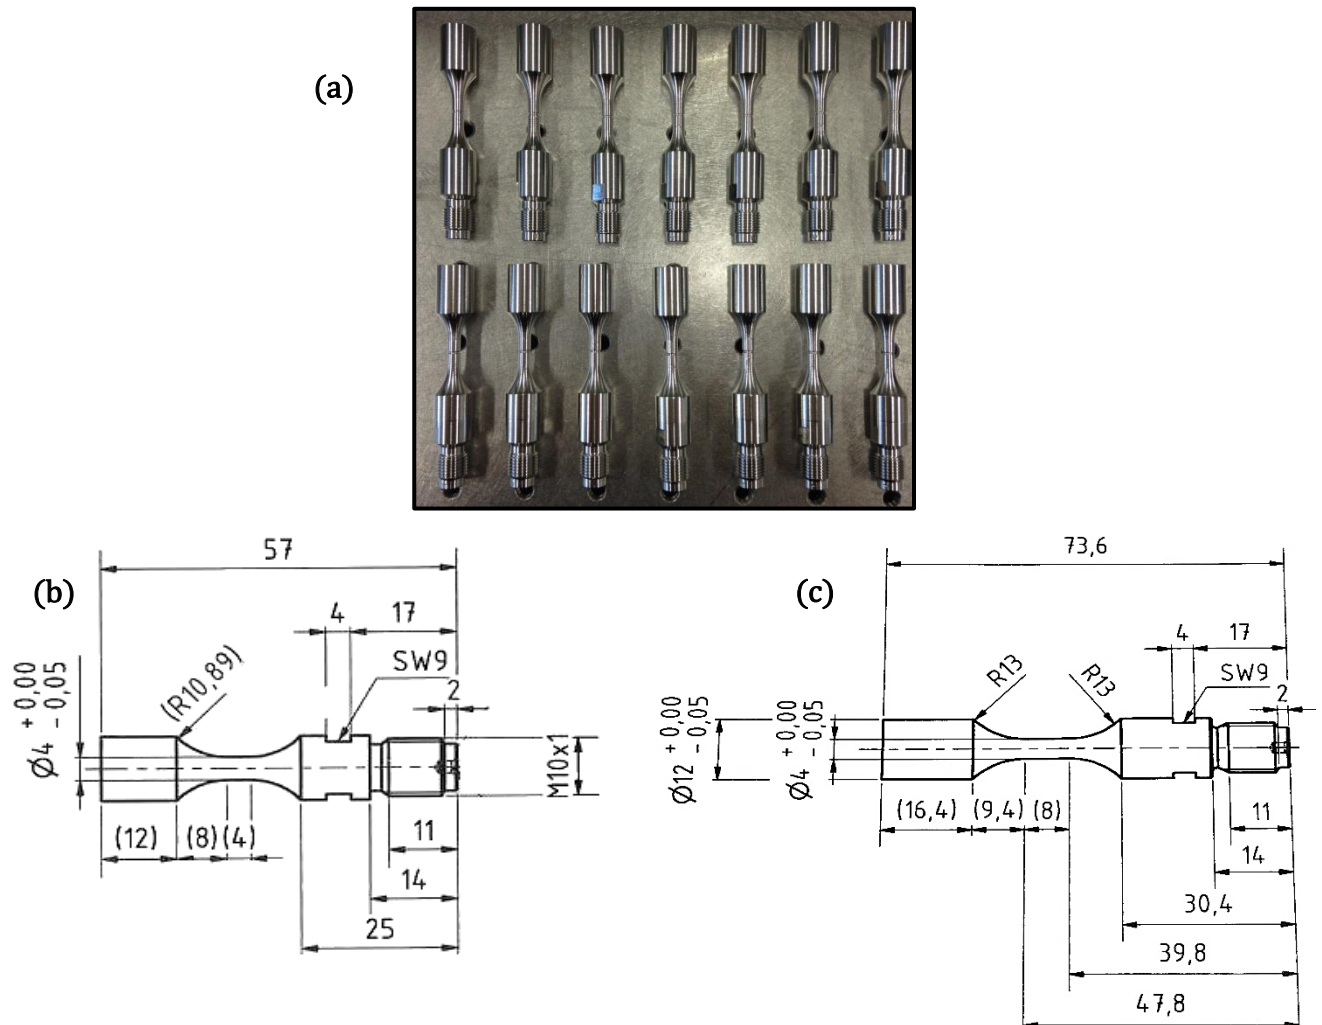 (a)
(b)
57
4
17
SW9
2
(R10,89)
Ø4 +0,00 -0,05
M10x1
(12)
(8)
(4)
11
14
25
(c)
73,6
4
17
SW9
2
R13
R13
Ø12 +0,00 -0,05
Ø4 +0,00 -0,05
(16,4)
(9,4)
(8)
11
14
30,4
39,8
47,8